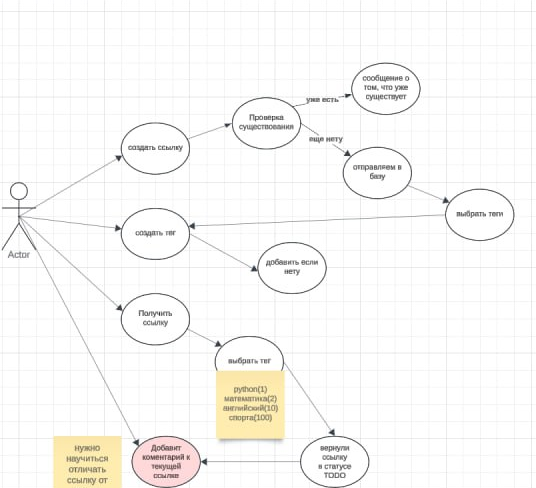 сообщение о
том, что уже
существует
уже есть
Проверка
существования
еще нету
создать ссылку
отправляем в
базу
выбрать теги
создать тег
Actor
добавить если
нету
Получить
ссылку
выбрать тег
python(1)
математика(2)
английский(10)
спорта(100)
нужно
научиться
отличать
ссылку от
Добавит
коментарий к
текущей
ссылке
вернули
ссылку
в статусе
TODO